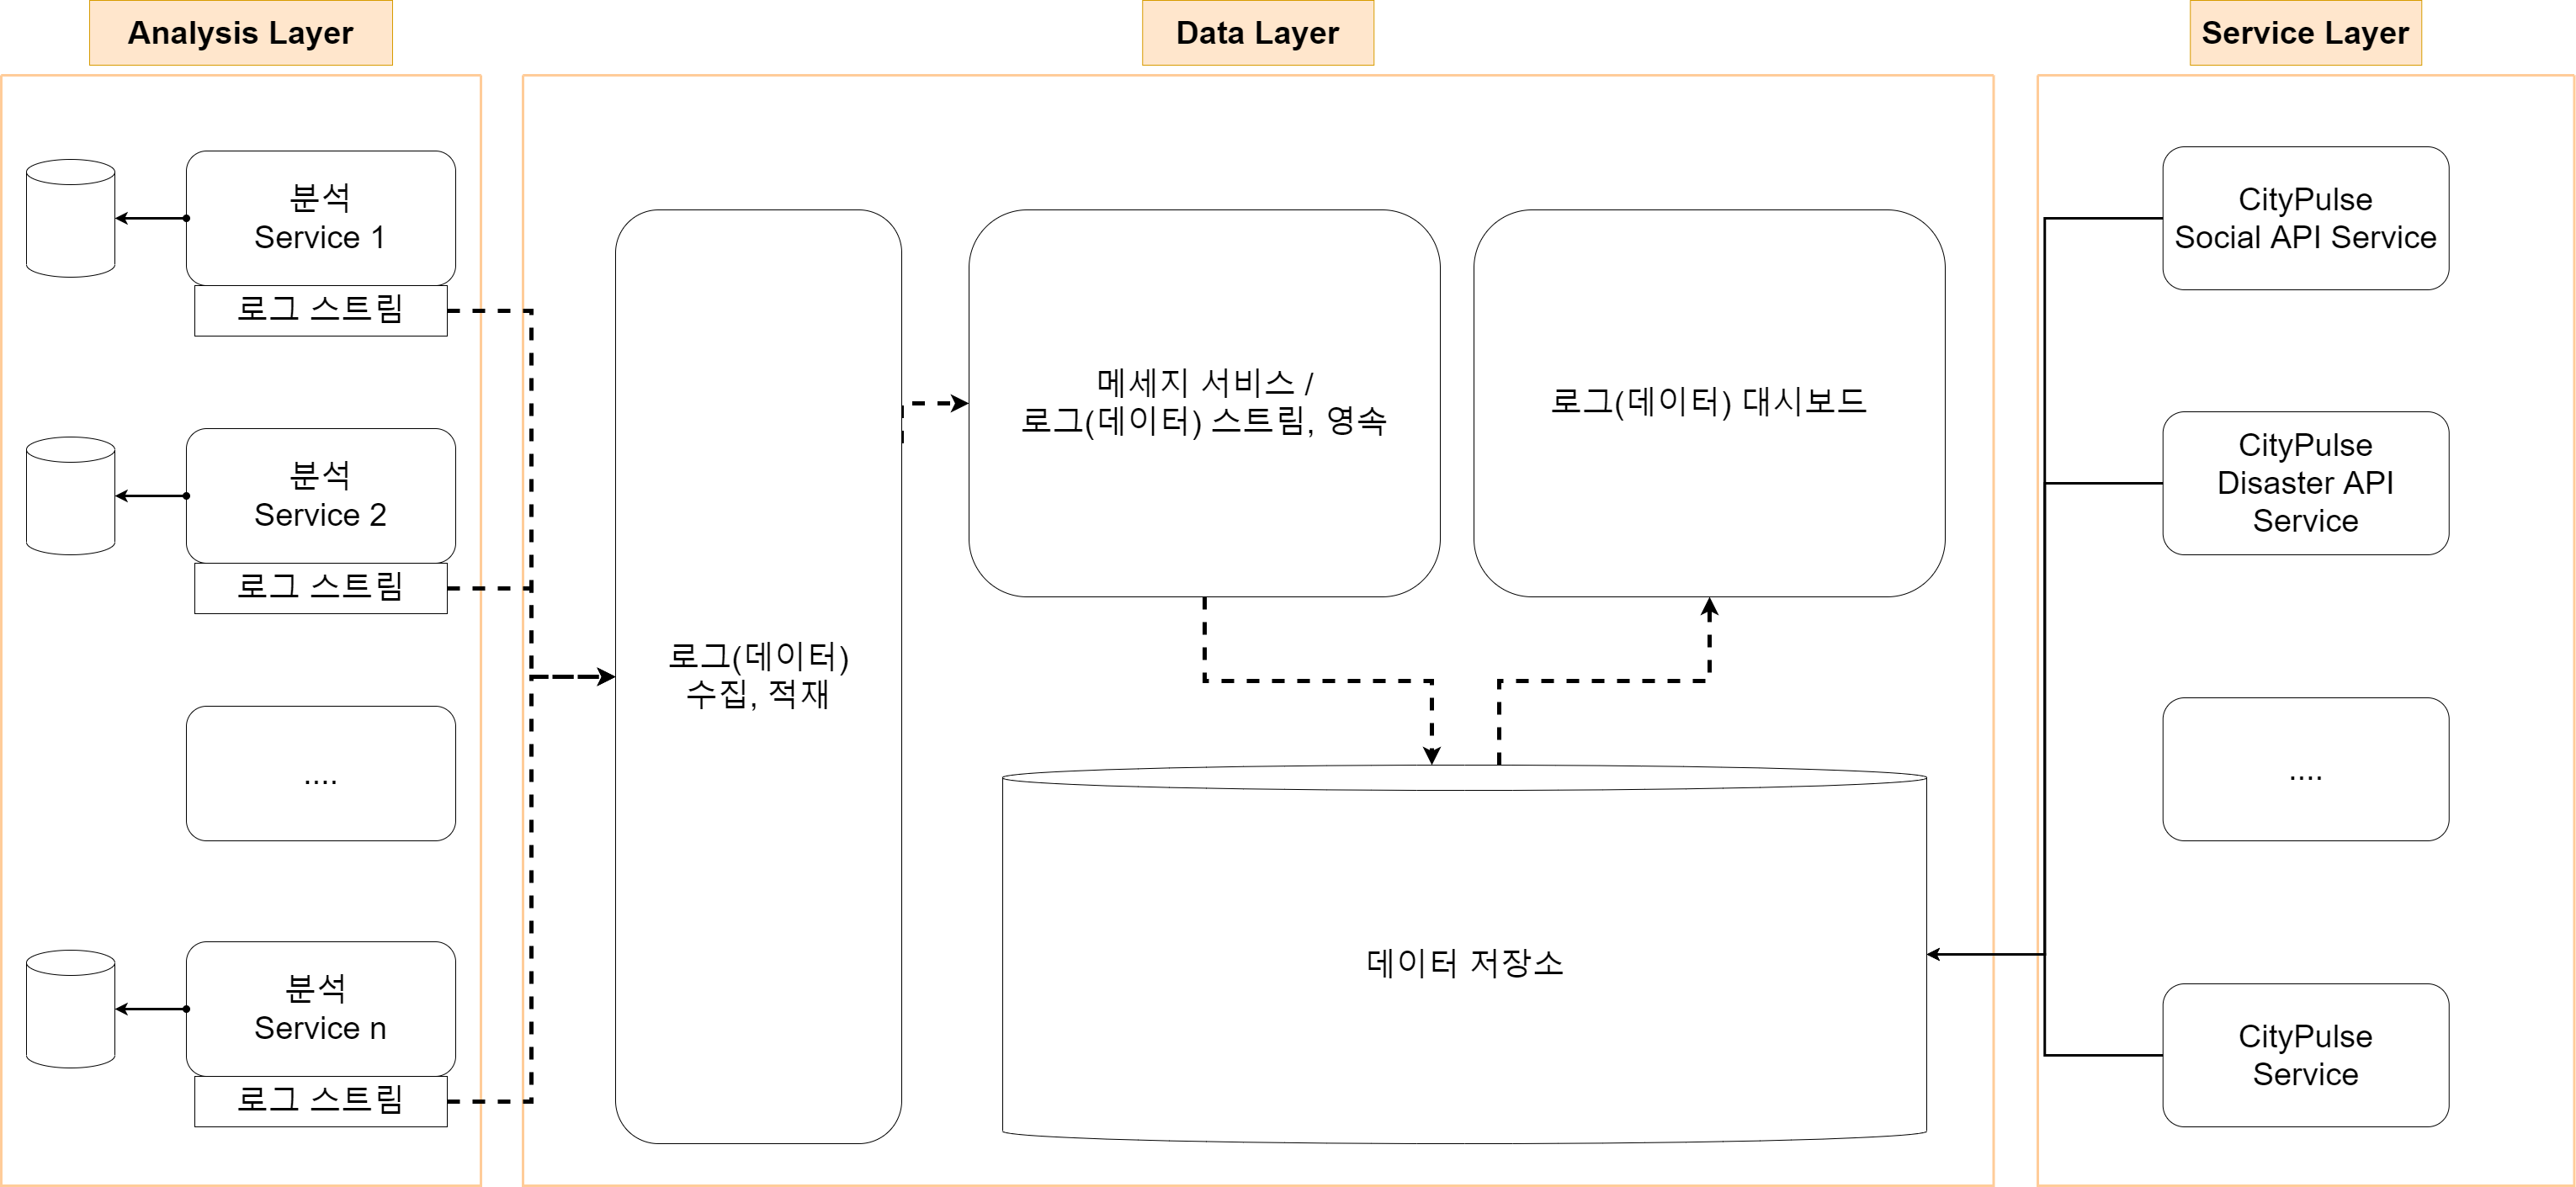 Analysis Layer
Data Layer
Service Layer
분석
Service 1
로그 스트림
분석
Service 2
로그 스트림
....
분석
Service n
로그 스트림
로그(데이터)
수집, 적재
메세지 서비스 /
로그(데이터) 스트림, 영속
로그(데이터) 대시보드
데이터 저장소
CityPulse
Social API Service
CityPulse
Disaster API
Service
....
CityPulse
Service